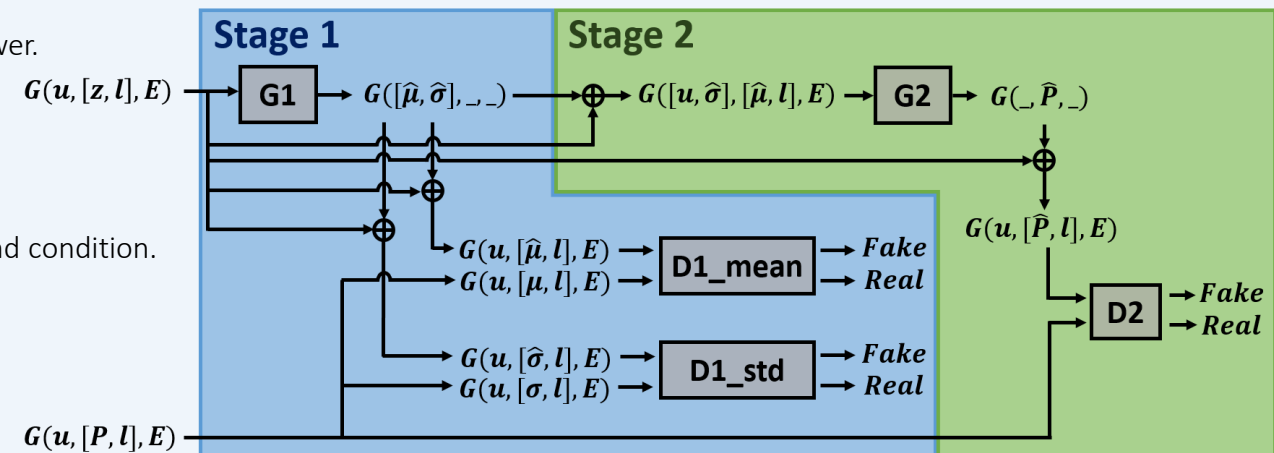 wer.
nd condition.
Stage 1
Stage 2
G(u, [z, l], E)
G1
G([μ̂, σ̂], _, _)
G([u, σ̂], [μ̂, l], E)
G2
G(_, P̂, _)
G(u, [P̂, l], E)
G(u, [μ̂, l], E)
G(u, [μ, l], E)
D1_mean
Fake
Real
D2
Fake
Real
G(u, [σ̂, l], E)
G(u, [σ, l], E)
D1_std
Fake
Real
G(u, [P, l], E)